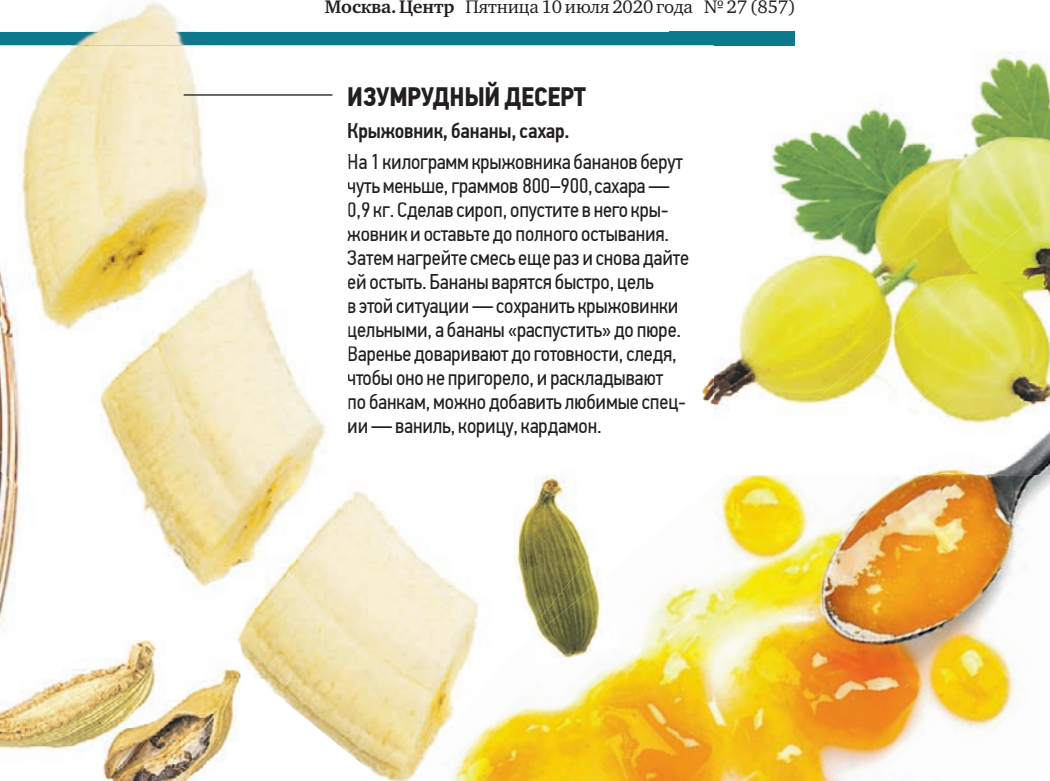 Москва. Центр Пятница 10 июля 2020 года № 27 (857)
ИЗУМРУДНЫЙ ДЕСЕРТ
Крыжовник, бананы, сахар.
На 1 килограмм крыжовника бананов берут
чуть меньше, граммов 800–900, сахара —
0,9 кг. Сделав сироп, опустите в него кры-
жовник и оставьте до полного остывания.
Затем нагрейте смесь еще раз и снова дайте
ей остыть. Бананы варятся быстро, цель
в этой ситуации — сохранить крыжовинки
цельными, а бананы «распустить» до пюре.
Варенье доваривают до готовности, следя,
чтобы оно не пригорело, и раскладывают
по банкам, можно добавить любимые спец-
ии — ваниль, корицу, кардамон.